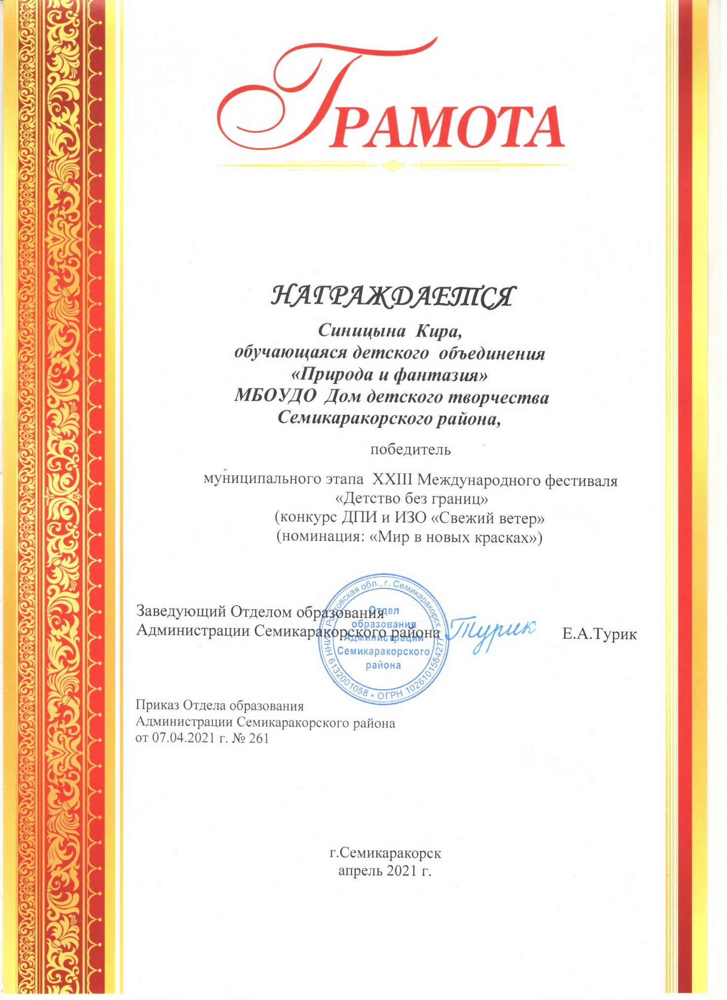 ГРАМОТА
НАГРАЖДАЕТСЯ
Синицына Кира,
обучающаяся детского объединения
«Природа и фантазия»
МБОУДО Дом детского творчества
Семикаракорского района,
победитель
муниципального этапа XXIII Международного фестиваля
«Детство без границ»
(конкурс ДПИ и ИЗО «Свежий ветер»
(номинация: «Мир в новых красках»)
Заведующий Отделом образования
Администрации Семикаракорского района Турик Е.А.Турик
Ростовская обл., г. Семикаракорск * ОГРН 1026101584277 * ИНН 6132001058 *
Отдел
образования
Администрации
Семикаракорского
района
Приказ Отдела образования
Администрации Семикаракорского района
от 07.04.2021 г. № 261
г.Семикаракорск
апрель 2021 г.